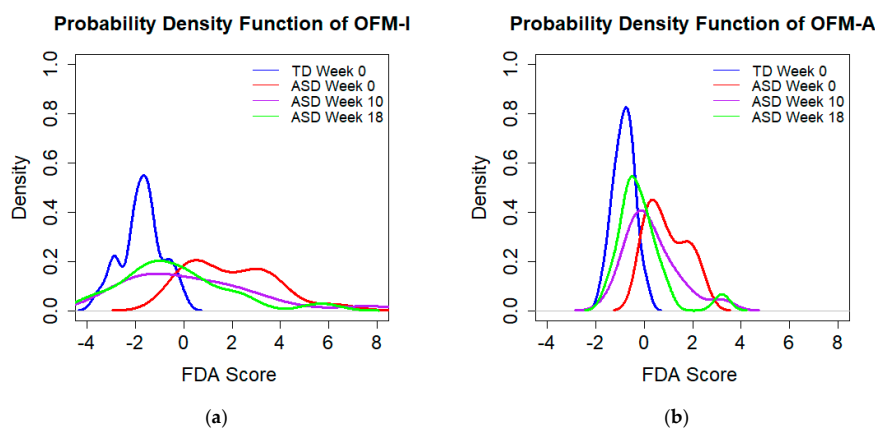 Probability Density Function of OFM-I
1.0
0.8
0.6
0.4
0.2
0.0
Density
TD Week 0
ASD Week 0
ASD Week 10
ASD Week 18
-4 -2 0 2 4 6 8
FDA Score
(a)
Probability Density Function of OFM-A
1.0
0.8
0.6
0.4
0.2
0.0
Density
TD Week 0
ASD Week 0
ASD Week 10
ASD Week 18
-4 -2 0 2 4 6 8
FDA Score
(b)